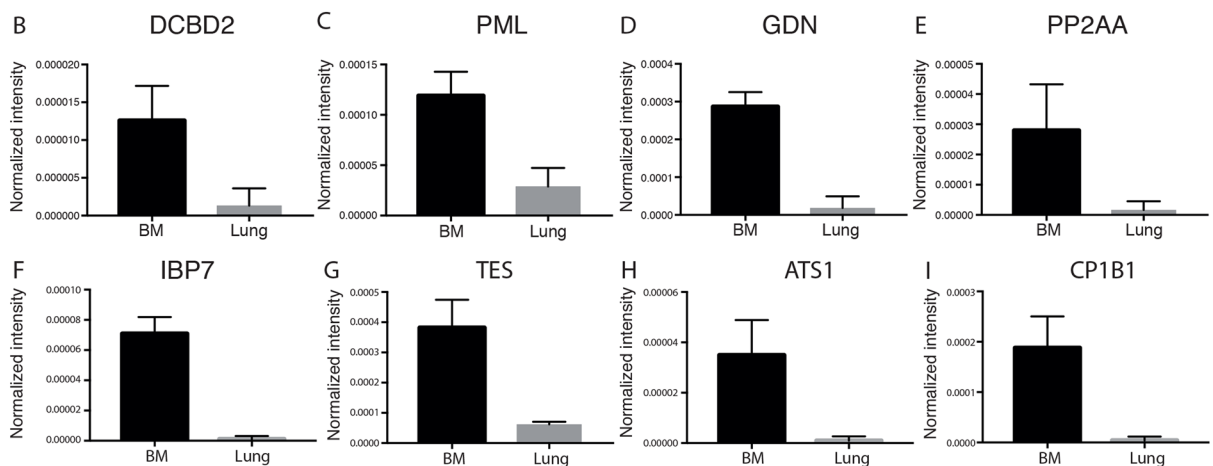 B DCBD2
Normalized intensity
0.000020
0.000015
0.000010
0.000005
0.000000
BM Lung
C PML
Normalized intensity
0.00015
0.00010
0.00005
0.00000
BM Lung
D GDN
Normalized intensity
0.0004
0.0003
0.0002
0.0001
0.0000
BM Lung
E PP2AA
Normalized intensity
0.00005
0.00004
0.00003
0.00002
0.00001
0.00000
BM Lung
F IBP7
Normalized intensity
0.00010
0.00008
0.00006
0.00004
0.00002
0.00000
BM Lung
G TES
Normalized intensity
0.0005
0.0004
0.0003
0.0002
0.0001
0.0000
BM Lung
H ATS1
Normalized intensity
0.00006
0.00004
0.00002
0.00000
BM Lung
I CP1B1
Normalized intensity
0.0003
0.0002
0.0001
0.0000
BM Lung